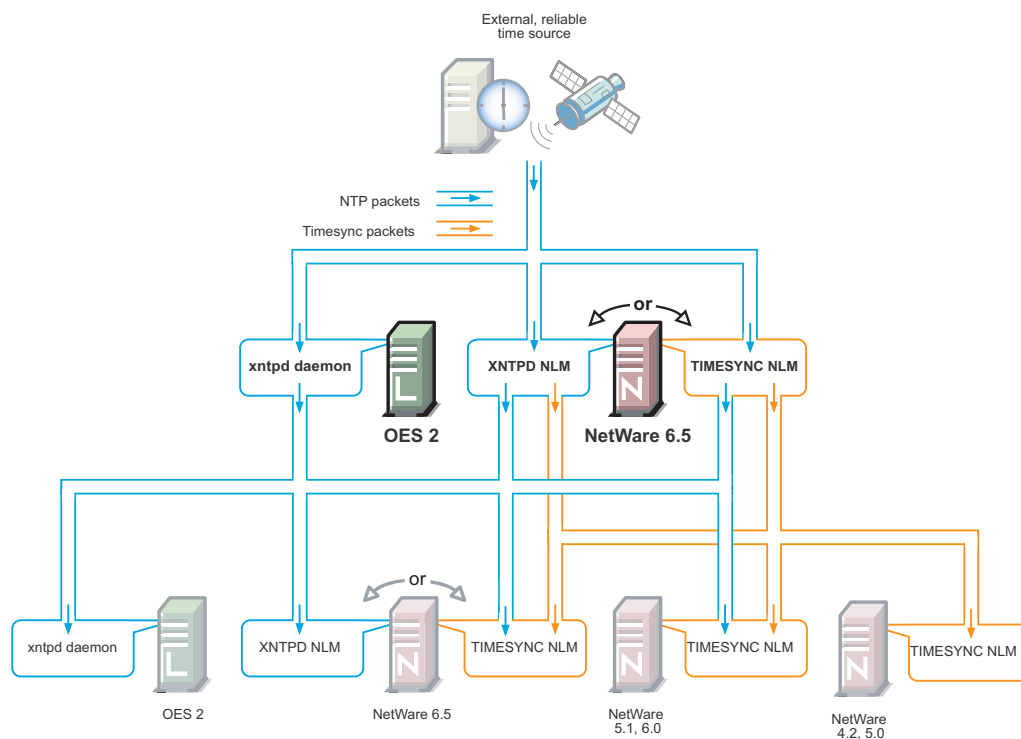 External, reliable
time source
NTP packets
Timesync packets
or
xntpd daemon
XNTPD NLM
TIMESYNC NLM
L
N
OES 2
NetWare 6.5
or
xntpd daemon
L
XNTPD NLM
N
TIMESYNC NLM
N
TIMESYNC NLM
N
TIMESYNC NLM
OES 2
NetWare 6.5
NetWare
5.1, 6.0
NetWare
4.2, 5.0